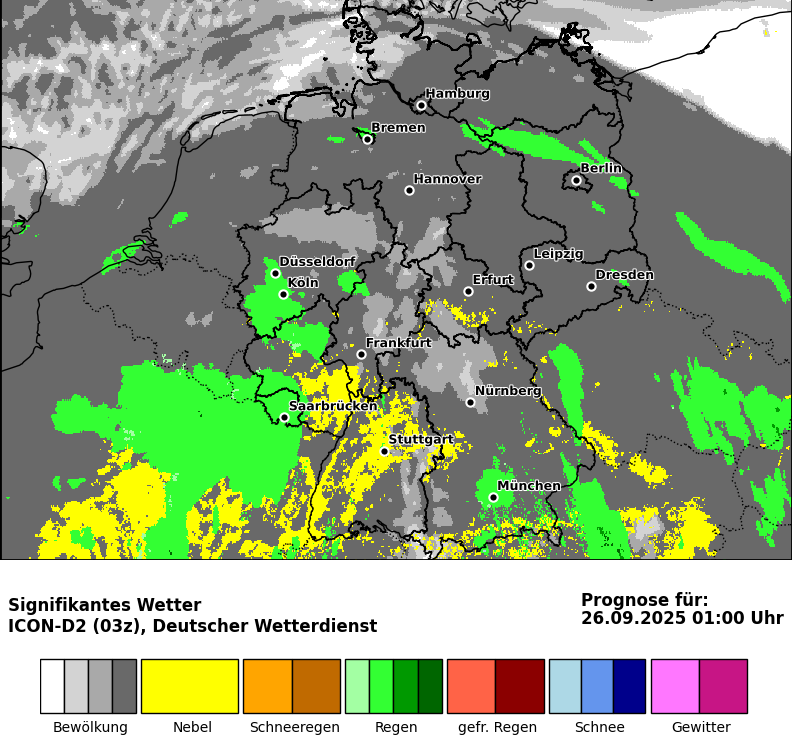 Hamburg
Bremen
Berlin
Hannover
Leipzig
Düsseldorf
Dresden
Köln
Erfurt
Frankfurt
Nürnberg
Saarbrücken
Stuttgart
München
Signifikantes Wetter
ICON-D2 (03z), Deutscher Wetterdienst
Prognose für:
26.09.2025 01:00 Uhr
Bewölkung Nebel Schneeregen Regen gefr. Regen Schnee Gewitter